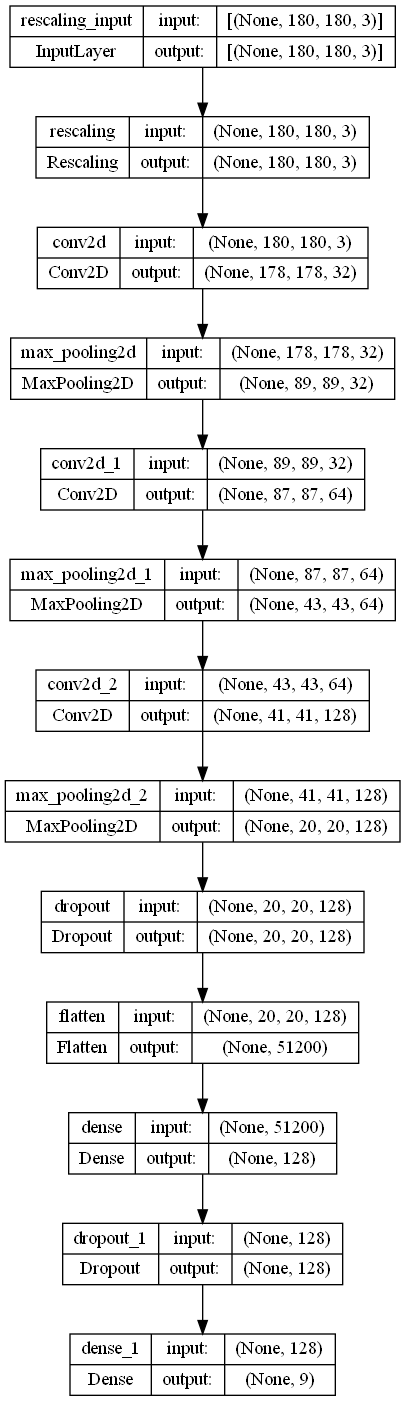 rescaling_input input: [(None, 180, 180, 3)]
InputLayer output: [(None, 180, 180, 3)]
rescaling input: (None, 180, 180, 3)
Rescaling output: (None, 180, 180, 3)
conv2d input: (None, 180, 180, 3)
Conv2D output: (None, 178, 178, 32)
max_pooling2d input: (None, 178, 178, 32)
MaxPooling2D output: (None, 89, 89, 32)
conv2d_1 input: (None, 89, 89, 32)
Conv2D output: (None, 87, 87, 64)
max_pooling2d_1 input: (None, 87, 87, 64)
MaxPooling2D output: (None, 43, 43, 64)
conv2d_2 input: (None, 43, 43, 64)
Conv2D output: (None, 41, 41, 128)
max_pooling2d_2 input: (None, 41, 41, 128)
MaxPooling2D output: (None, 20, 20, 128)
dropout input: (None, 20, 20, 128)
Dropout output: (None, 20, 20, 128)
flatten input: (None, 20, 20, 128)
Flatten output: (None, 51200)
dense input: (None, 51200)
Dense output: (None, 128)
dropout_1 input: (None, 128)
Dropout output: (None, 128)
dense_1 input: (None, 128)
Dense output: (None, 9)